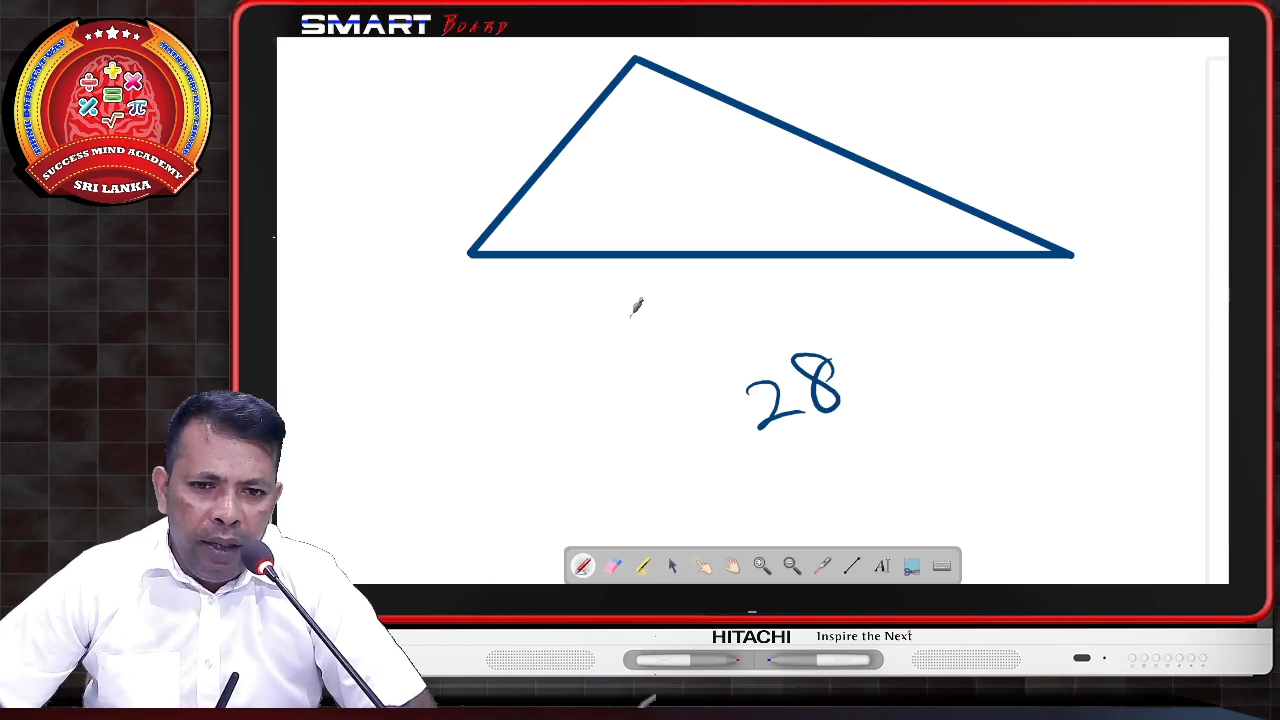 SMART BOARD
SUCCESS MIND ACADEMY
SRI LANKA
28
HITACHI Inspire the Next